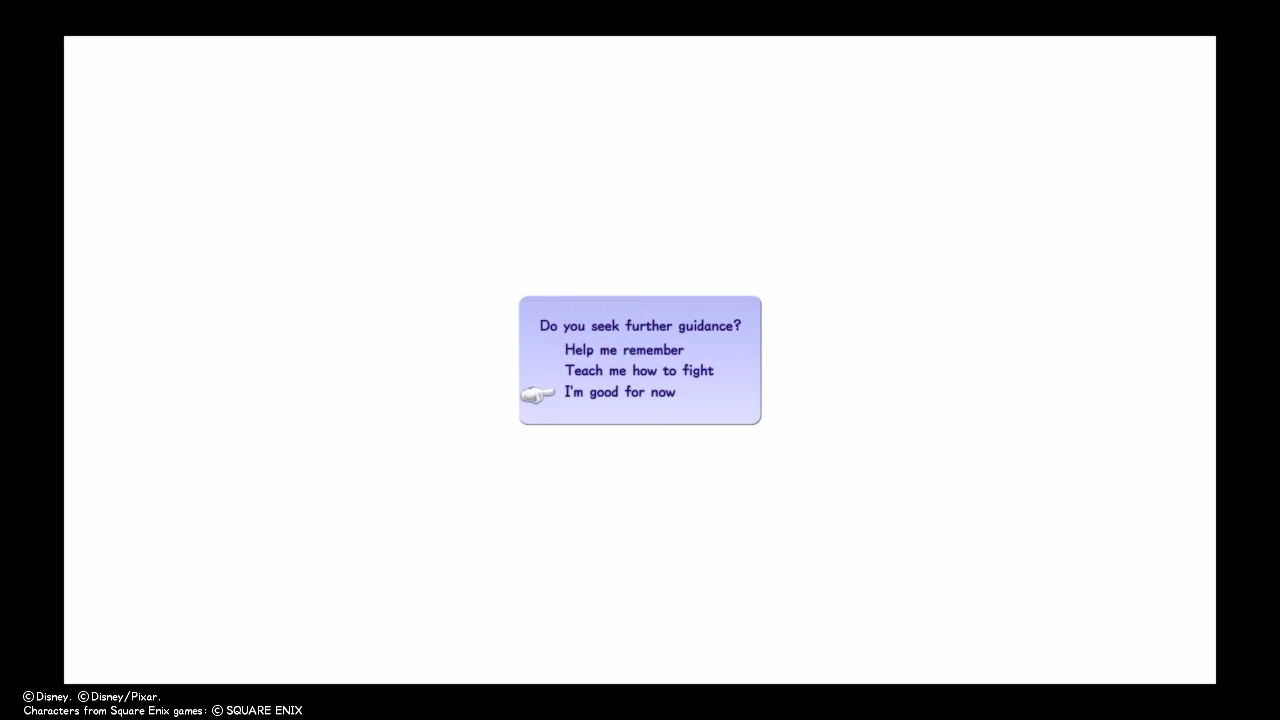 Do you seek further guidance?
Help me remember
Teach me how to fight
I'm good for now
©Disney. ©Disney/Pixar.
Characters from Square Enix games: © SQUARE ENIX